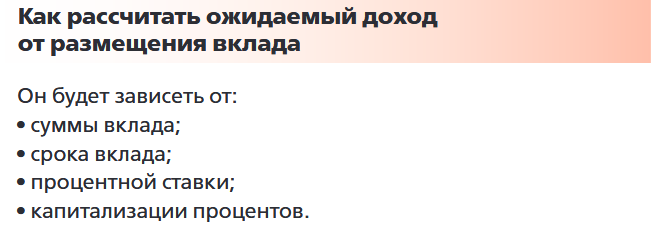 Как рассчитать ожидаемый доход
от размещения вклада
Он будет зависеть от:
• суммы вклада;
• срока вклада;
• процентной ставки;
• капитализации процентов.